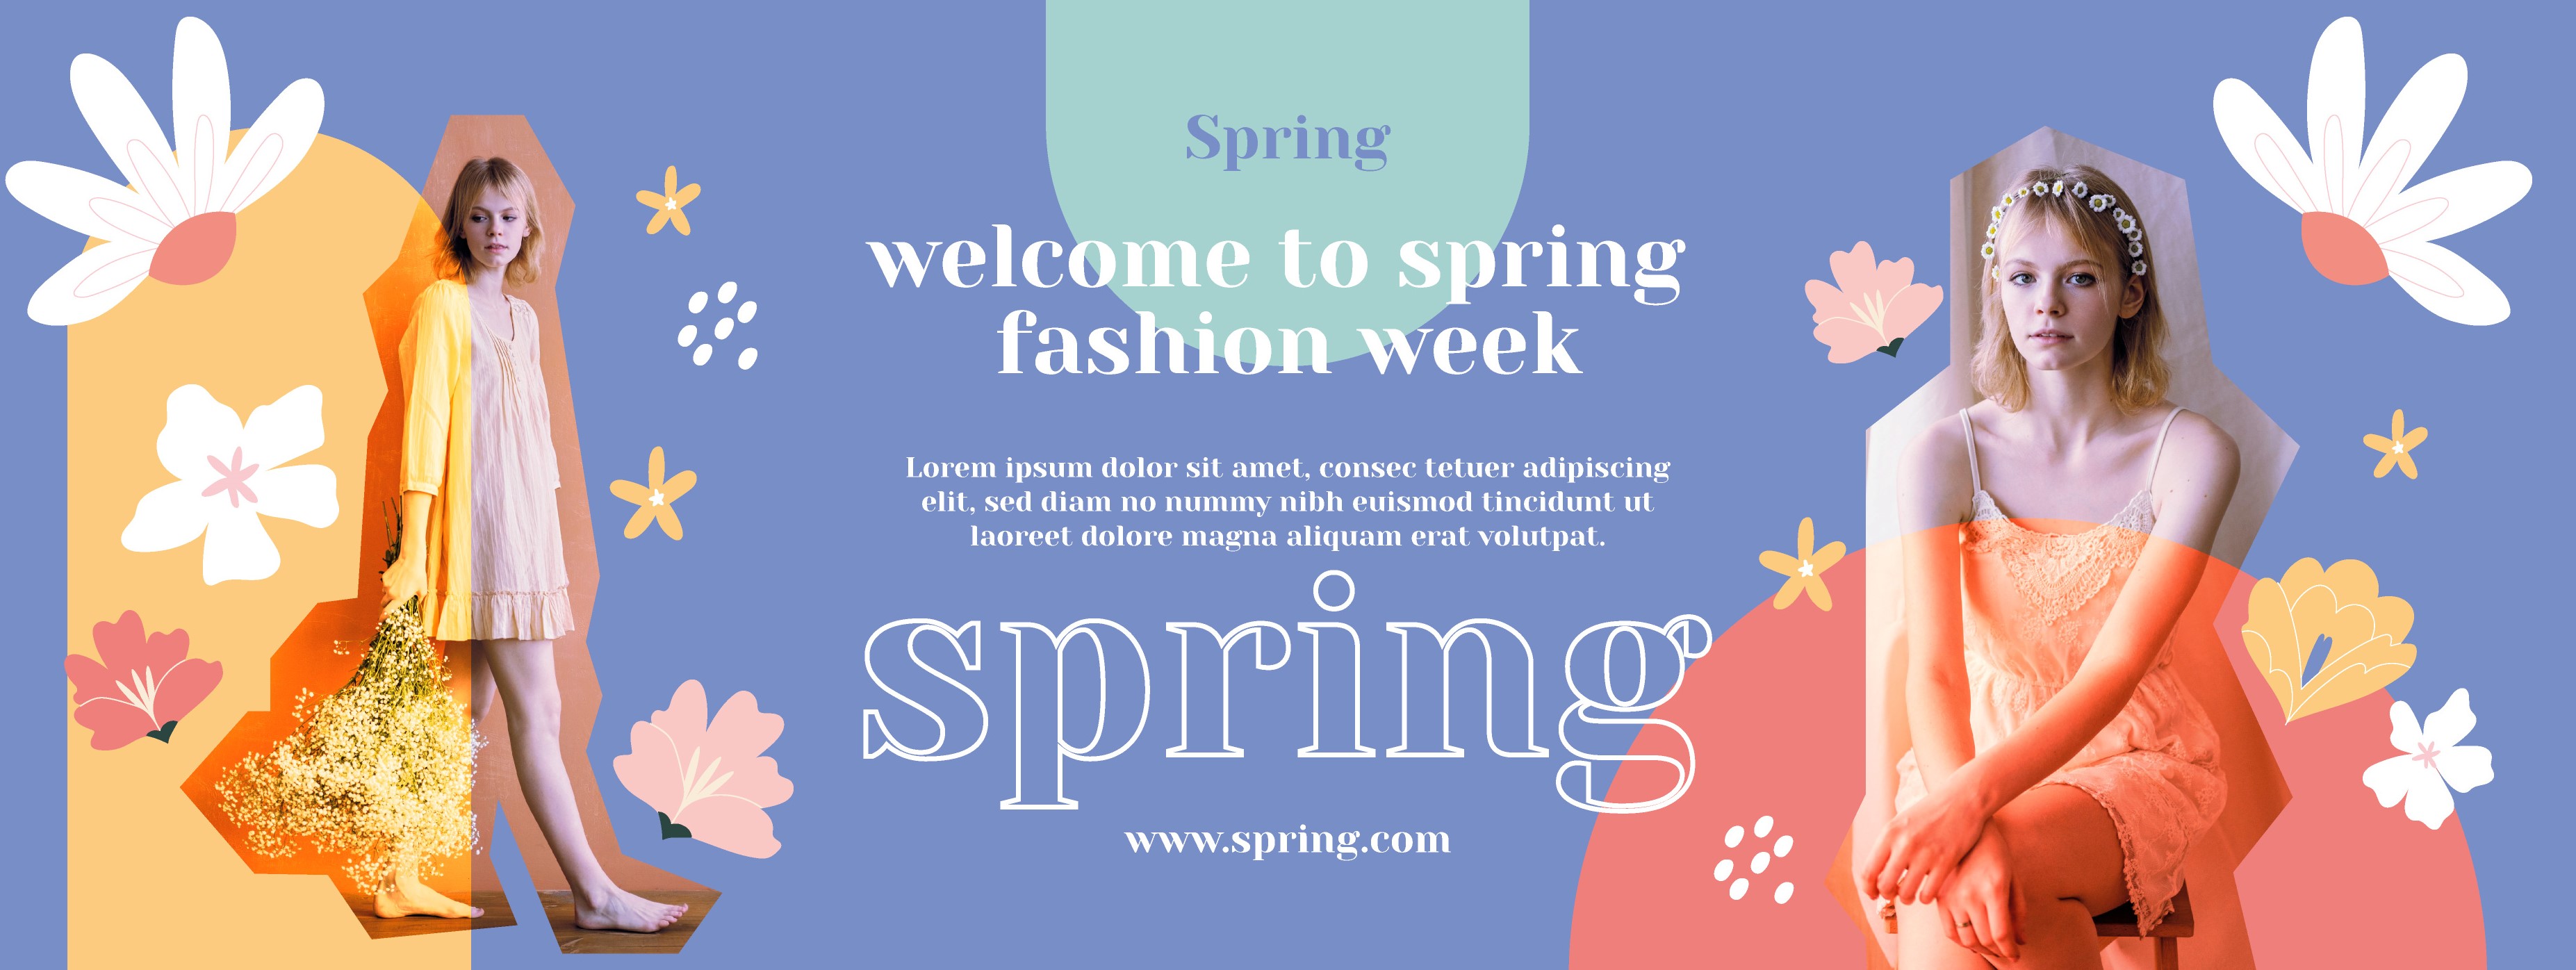 Spring
welcome to spring
fashion week
Lorem ipsum dolor sit amet, consec tetuer adipiscing
elit, sed diam no nummy nibh euismod tincidunt ut
laoreet dolore magna aliquam erat volutpat.
spring
www.spring.com